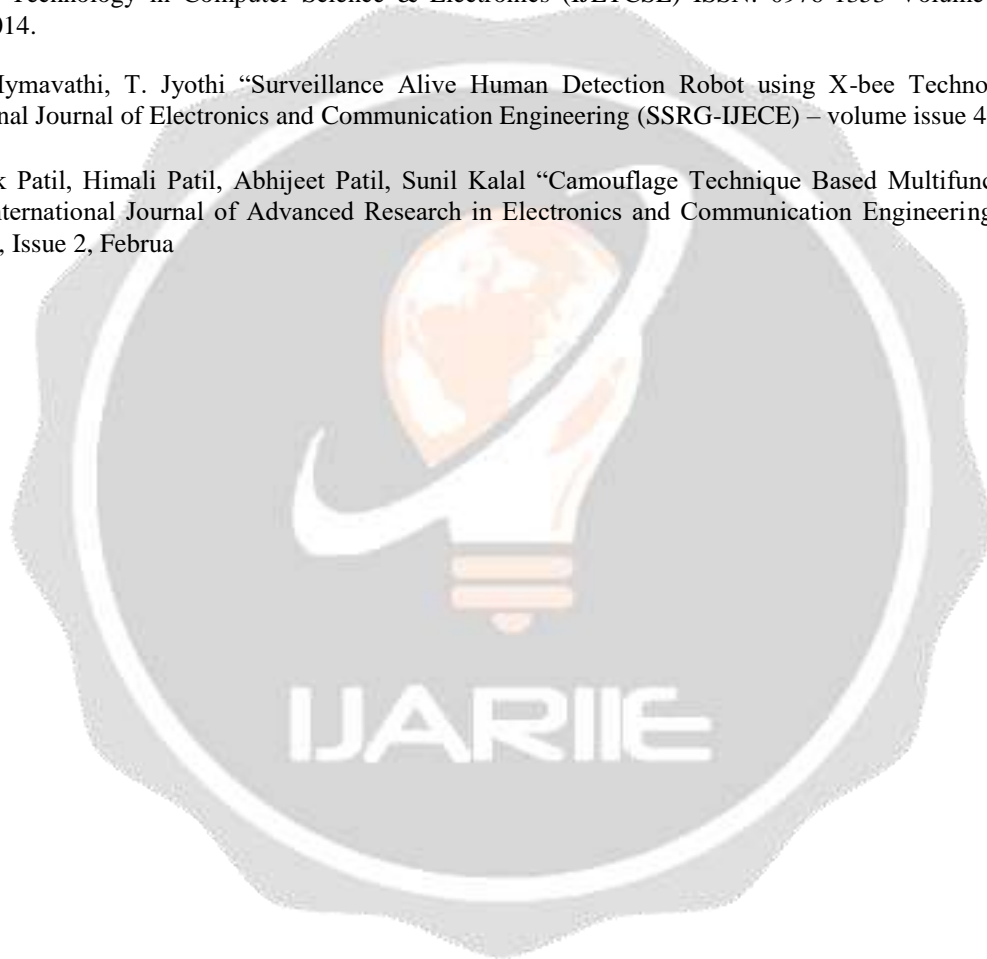 Technology in Computer Science & Electronics (IJETCSE) ISSN: 0976-1353 Volume
014.
Hymavathi, T. Jyothi “Surveillance Alive Human Detection Robot using X-bee Techno
nal Journal of Electronics and Communication Engineering (SSRG-IJECE) – volume issue 4
k Patil, Himali Patil, Abhijeet Patil, Sunil Kalal “Camouflage Technique Based Multifunc
nternational Journal of Advanced Research in Electronics and Communication Engineering
, Issue 2, Februa
IJARIIE